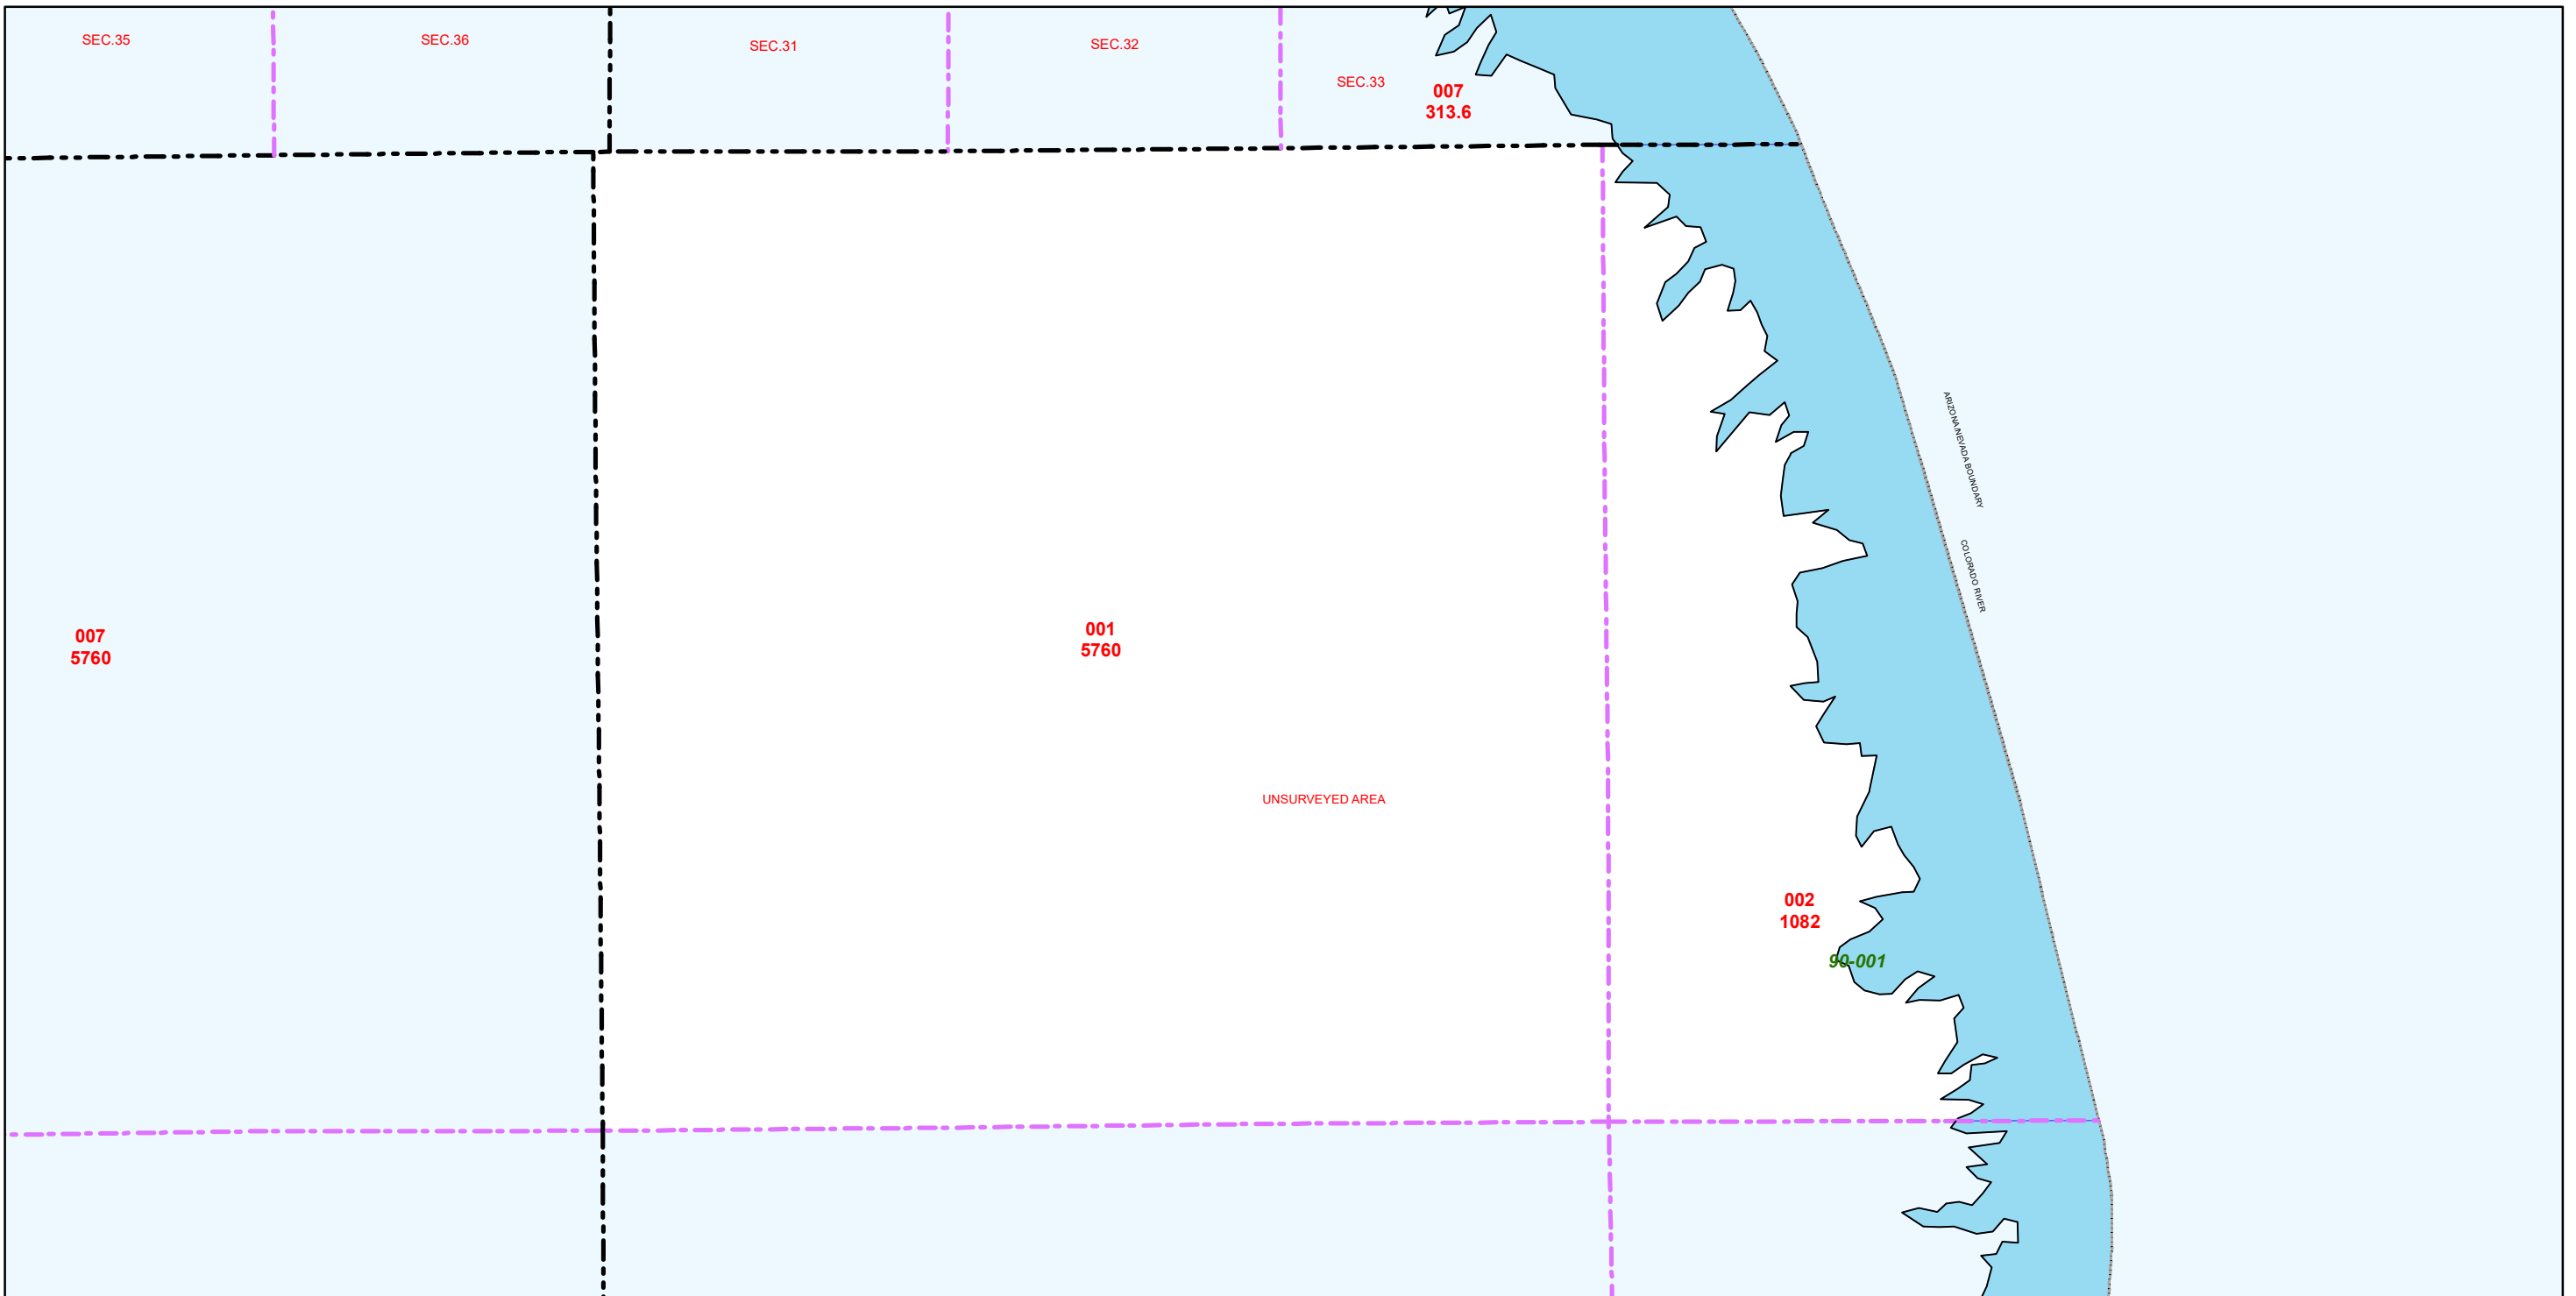 SEC.35
SEC.36
SEC.31
SEC.32
SEC.33
007
313.6
ARIZONA/NEVADA BOUNDARY
COLORADO RIVER
007
5760
001
5760
UNSURVEYED AREA
002
1082
90-001